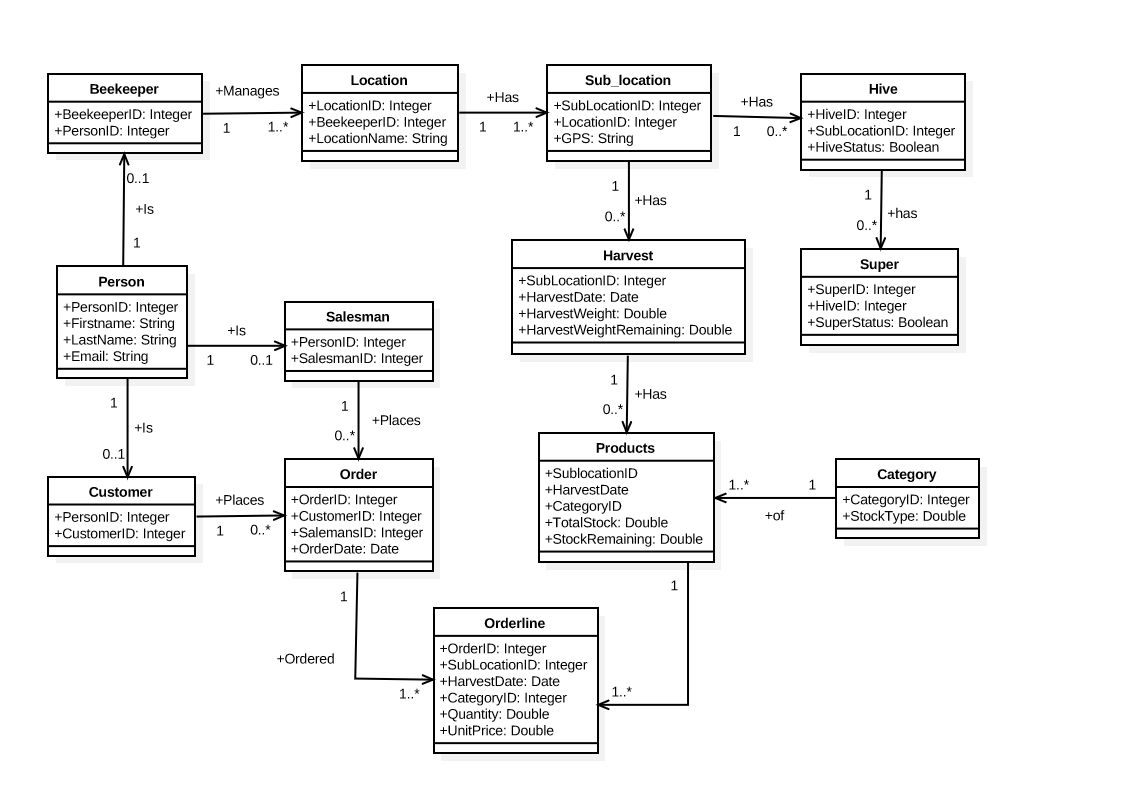 Beekeeper
+BeekeeperID: Integer
+PersonID: Integer
+Manages
1
1..*
Location
+LocationID: Integer
+BeekeeperID: Integer
+LocationName: String
+Has
1
1..*
Sub_location
+SubLocationID: Integer
+LocationID: Integer
+GPS: String
+Has
1
0..*
Hive
+HiveID: Integer
+SubLocationID: Integer
+HiveStatus: Boolean
0..1
+Is
1
1
+Has
0..*
1
+has
0..*
Person
+PersonID: Integer
+Firstname: String
+LastName: String
+Email: String
+Is
1
0..1
Salesman
+PersonID: Integer
+SalesmanID: Integer
Harvest
+SubLocationID: Integer
+HarvestDate: Date
+HarvestWeight: Double
+HarvestWeightRemaining: Double
Super
+SuperID: Integer
+HiveID: Integer
+SuperStatus: Boolean
1
+Is
0..1
1
+Places
0..*
1
+Has
0..*
Customer
+PersonID: Integer
+CustomerID: Integer
+Places
1
0..*
Order
+OrderID: Integer
+CustomerID: Integer
+SalemansID: Integer
+OrderDate: Date
Products
+SublocationID
+HarvestDate
+CategoryID
+TotalStock: Double
+StockRemaining: Double
1..*
1
+of
Category
+CategoryID: Integer
+StockType: Double
1
+Ordered
1..*
1
1..*
Orderline
+OrderID: Integer
+SubLocationID: Integer
+HarvestDate: Date
+CategoryID: Integer
+Quantity: Double
+UnitPrice: Double